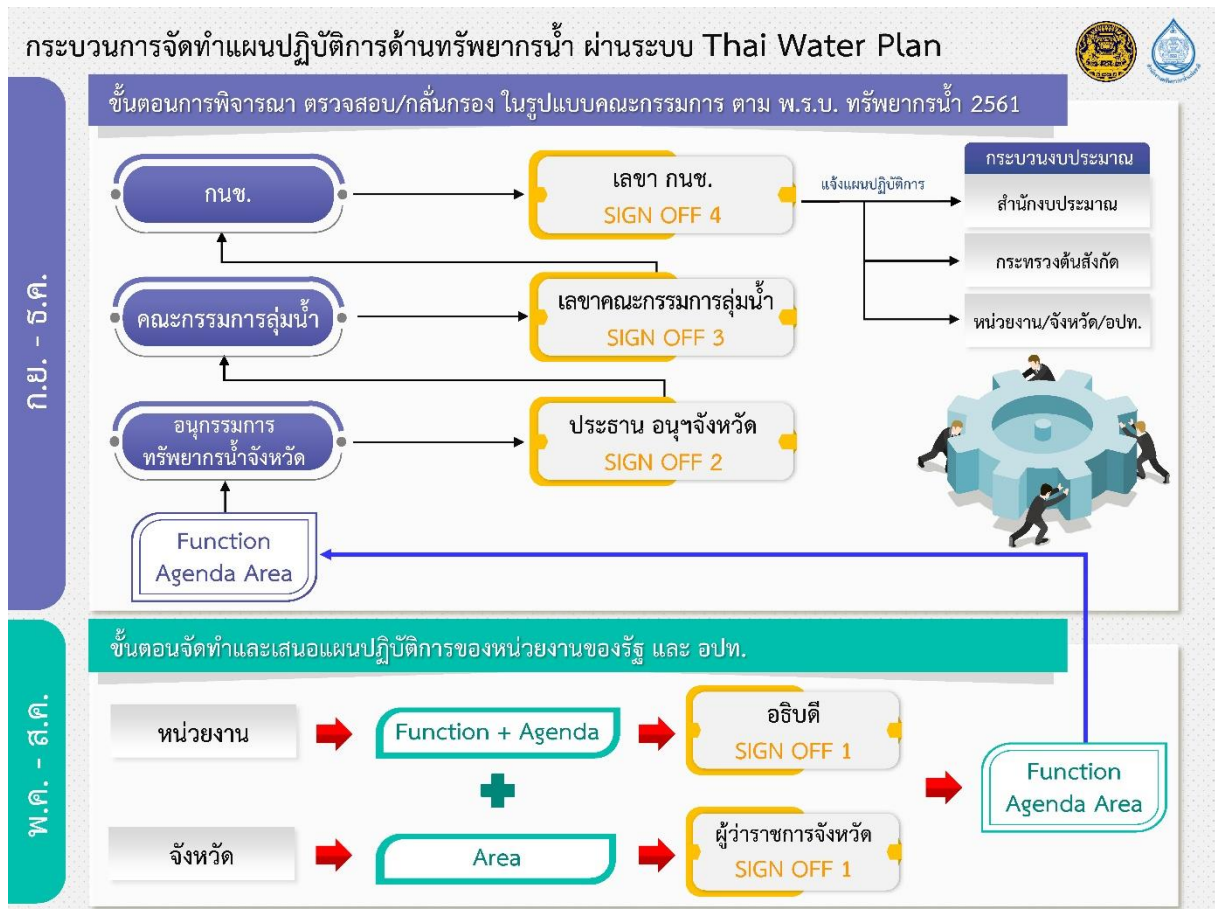 กระบวนการจัดทำแผนปฏิบัติการด้านทรัพยากรน้ำ ผ่านระบบ Thai Water Plan
ก.ย. - ธ.ค.
ขั้นตอนการพิจารณา ตรวจสอบ/กลั่นกรอง ในรูปแบบคณะกรรมการ ตาม พ.ร.บ. ทรัพยากรน้ำ 2561
กนช.
เลขา กนช.
SIGN OFF 4
แจ้งแผนปฏิบัติการ
กระบวนงบประมาณ
สำนักงบประมาณ
กระทรวงต้นสังกัด
หน่วยงาน/จังหวัด/อปท.
คณะกรรมการลุ่มน้ำ
เลขาคณะกรรมการลุ่มน้ำ
SIGN OFF 3
อนุกรรมการ
ทรัพยากรน้ำจังหวัด
ประธาน อนุฯจังหวัด
SIGN OFF 2
Function
Agenda Area
พ.ค. - ส.ค.
ขั้นตอนจัดทำและเสนอแผนปฏิบัติการของหน่วยงานของรัฐ และ อปท.
หน่วยงาน
Function + Agenda
อธิบดี
SIGN OFF 1
จังหวัด
Area
ผู้ว่าราชการจังหวัด
SIGN OFF 1
Function
Agenda Area